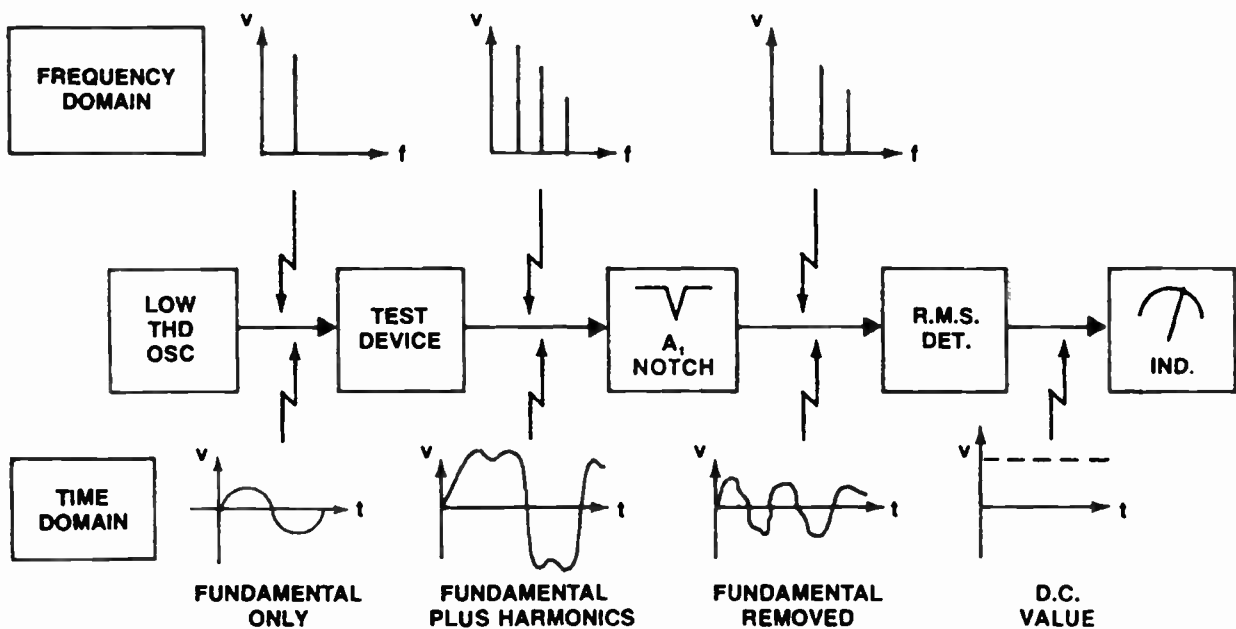 FREQUENCY
DOMAIN
v
f
v
f
v
f
LOW
THD
OSC
TEST
DEVICE
A₁
NOTCH
R.M.S.
DET.
IND.
TIME
DOMAIN
v
t
v
t
v
t
v
t
FUNDAMENTAL
ONLY
FUNDAMENTAL
PLUS HARMONICS
FUNDAMENTAL
REMOVED
D.C.
VALUE